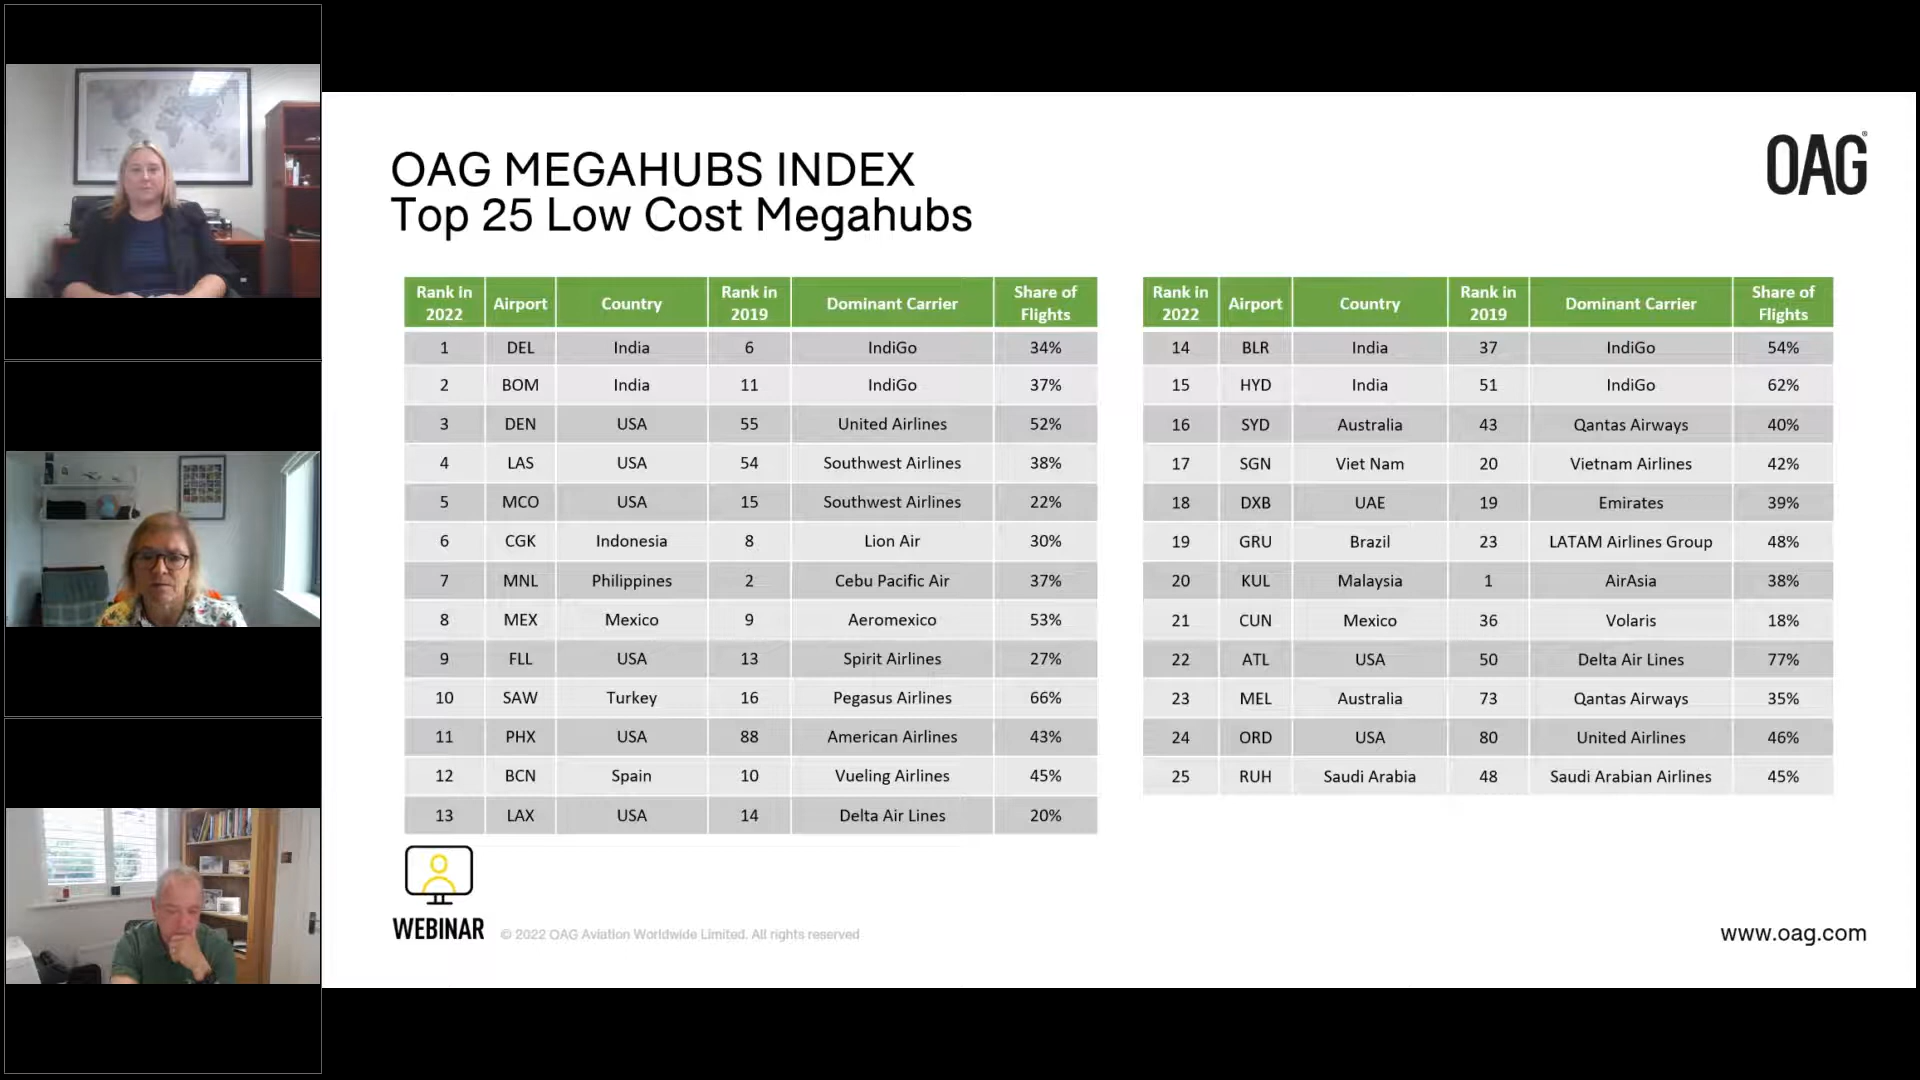 OAG MEGAHUBS INDEX
Top 25 Low Cost Megahubs
OAG®
Rank in 2022 Airport Country Rank in 2019 Dominant Carrier Share of Flights
1 DEL India 6 IndiGo 34%
2 BOM India 11 IndiGo 37%
3 DEN USA 55 United Airlines 52%
4 LAS USA 54 Southwest Airlines 38%
5 MCO USA 15 Southwest Airlines 22%
6 CGK Indonesia 8 Lion Air 30%
7 MNL Philippines 2 Cebu Pacific Air 37%
8 MEX Mexico 9 Aeromexico 53%
9 FLL USA 13 Spirit Airlines 27%
10 SAW Turkey 16 Pegasus Airlines 66%
11 PHX USA 88 American Airlines 43%
12 BCN Spain 10 Vueling Airlines 45%
13 LAX USA 14 Delta Air Lines 20%
Rank in 2022 Airport Country Rank in 2019 Dominant Carrier Share of Flights
14 BLR India 37 IndiGo 54%
15 HYD India 51 IndiGo 62%
16 SYD Australia 43 Qantas Airways 40%
17 SGN Viet Nam 20 Vietnam Airlines 42%
18 DXB UAE 19 Emirates 39%
19 GRU Brazil 23 LATAM Airlines Group 48%
20 KUL Malaysia 1 AirAsia 38%
21 CUN Mexico 36 Volaris 18%
22 ATL USA 50 Delta Air Lines 77%
23 MEL Australia 73 Qantas Airways 35%
24 ORD USA 80 United Airlines 46%
25 RUH Saudi Arabia 48 Saudi Arabian Airlines 45%
WEBINAR
© 2022 OAG Aviation Worldwide Limited. All rights reserved
www.oag.com